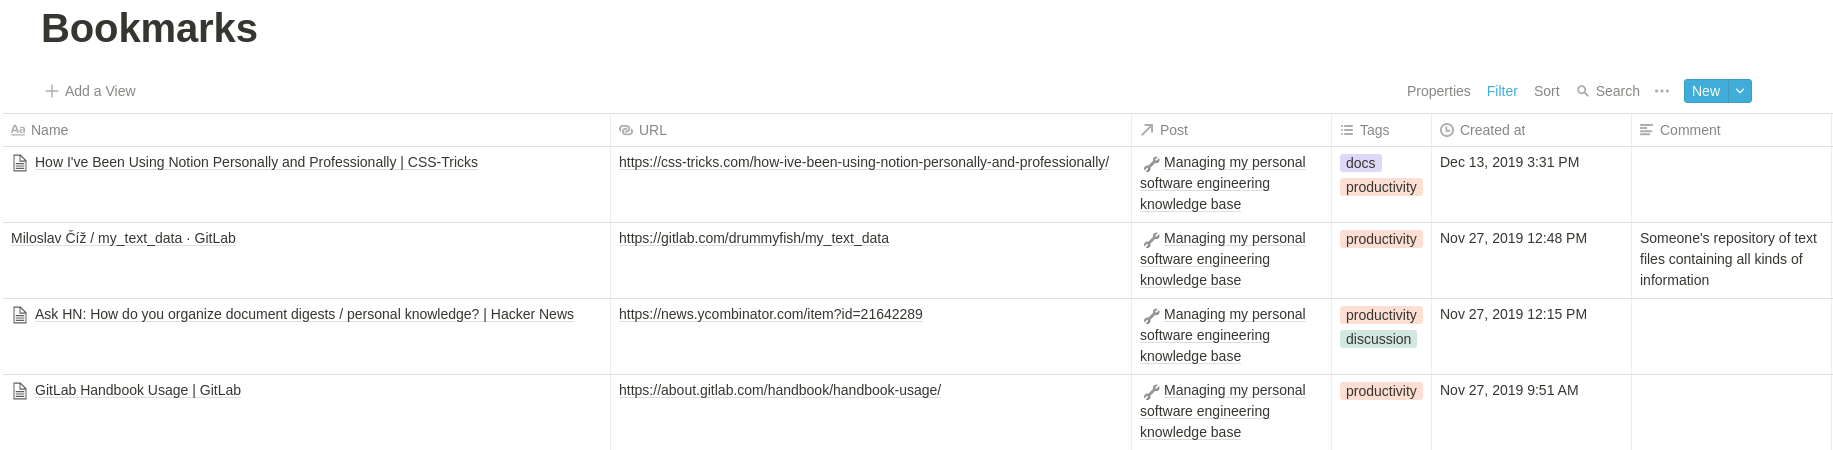 Bookmarks
Add a View
Properties Filter Sort Search New
Name URL Post Tags Created at Comment
How I've Been Using Notion Personally and Professionally | CSS-Tricks
https://css-tricks.com/how-ive-been-using-notion-personally-and-professionally/
Managing my personal
software engineering
knowledge base
docs
productivity
Dec 13, 2019 3:31 PM
Miloslav Číž / my_text_data · GitLab
https://gitlab.com/drummyfish/my_text_data
Managing my personal
software engineering
knowledge base
productivity
Nov 27, 2019 12:48 PM
Someone's repository of text
files containing all kinds of
information
Ask HN: How do you organize document digests / personal knowledge? | Hacker News
https://news.ycombinator.com/item?id=21642289
Managing my personal
software engineering
knowledge base
productivity
discussion
Nov 27, 2019 12:15 PM
GitLab Handbook Usage | GitLab
https://about.gitlab.com/handbook/handbook-usage/
Managing my personal
software engineering
knowledge base
productivity
Nov 27, 2019 9:51 AM